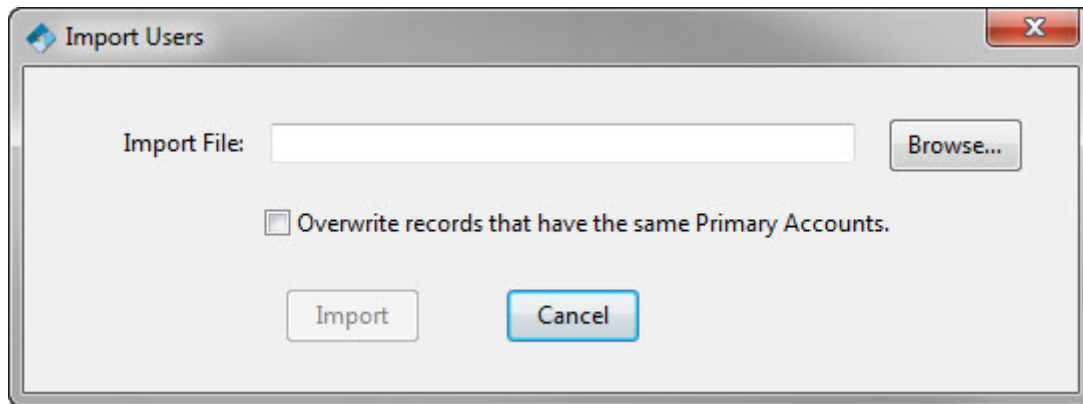 Import Users
Import File:
Browse...
Overwrite records that have the same Primary Accounts.
Import
Cancel